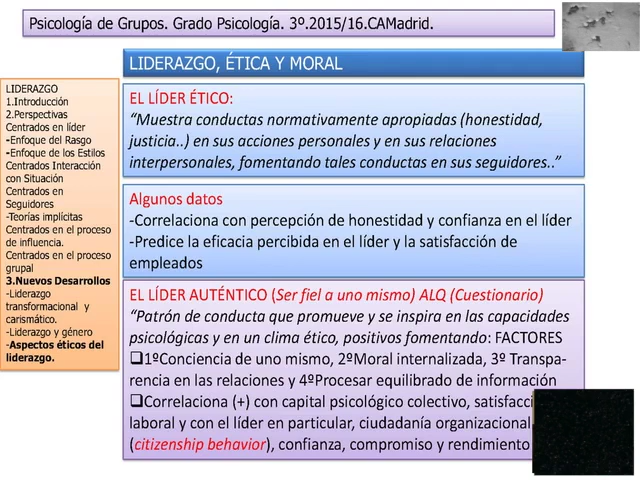 Psicología de Grupos. Grado Psicología. 3º.2015/16.CAMadrid.
LIDERAZGO, ÉTICA Y MORAL
LIDERAZGO
1.Introducción
2.Perspectivas
Centrados en líder
-Enfoque del Rasgo
-Enfoque de los Estilos
Centrados Interacción
con Situación
Centrados en
Seguidores
-Teorías implícitas
Centrados en el proceso
de influencia.
Centrados en el proceso
grupal
3.Nuevos Desarrollos
-Liderazgo
transformacional y
carismático.
-Liderazgo y género
-Aspectos éticos del
liderazgo.
EL LÍDER ÉTICO:
“Muestra conductas normativamente apropiadas (honestidad,
justicia..) en sus acciones personales y en sus relaciones
interpersonales, fomentando tales conductas en sus seguidores..”
Algunos datos
-Correlaciona con percepción de honestidad y confianza en el líder
-Predice la eficacia percibida en el líder y la satisfacción de
empleados
EL LÍDER AUTÉNTICO (Ser fiel a uno mismo) ALQ (Cuestionario)
“Patrón de conducta que promueve y se inspira en las capacidades
psicológicas y en un clima ético, positivos fomentando: FACTORES
❑1ºConciencia de uno mismo, 2ºMoral internalizada, 3º Transpa-
rencia en las relaciones y 4ºProcesar equilibrado de información
❑Correlaciona (+) con capital psicológico colectivo, satisfacci
laboral y con el líder en particular, ciudadanía organizacional
(citizenship behavior), confianza, compromiso y rendimiento